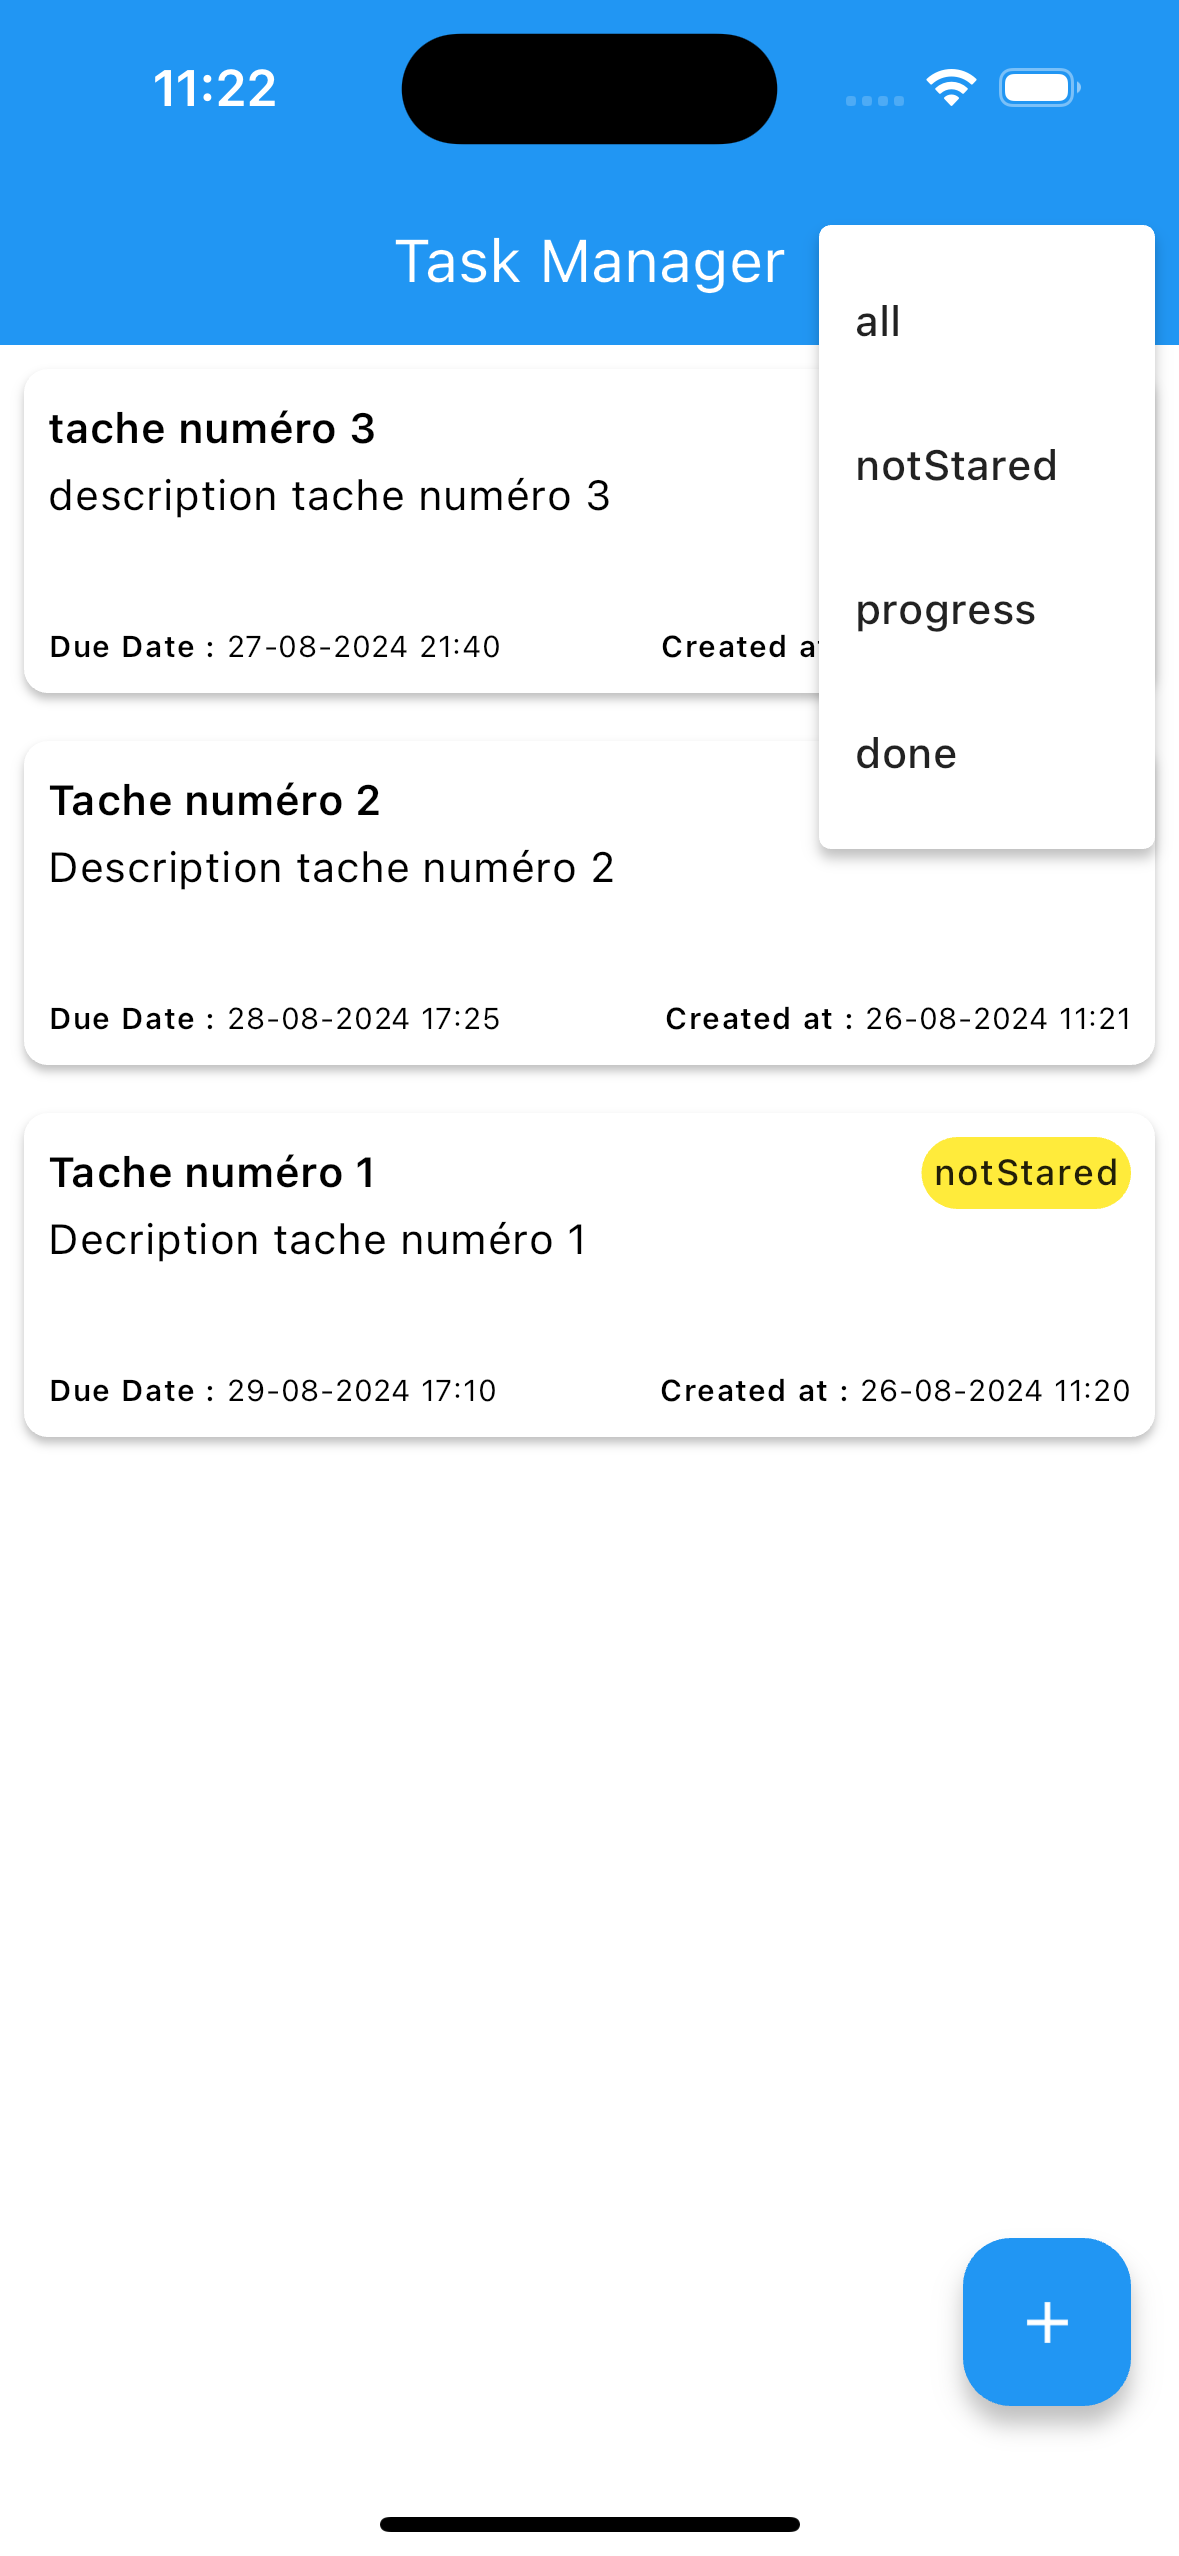 11:22
Task Manager
all
notStared
progress
done
tache numéro 3
description tache numéro 3
Due Date : 27-08-2024 21:40
Created
Tache numéro 2
Description tache numéro 2
Due Date : 28-08-2024 17:25
Created at : 26-08-2024 11:21
Tache numéro 1
notStared
Decription tache numéro 1
Due Date : 29-08-2024 17:10
Created at : 26-08-2024 11:20